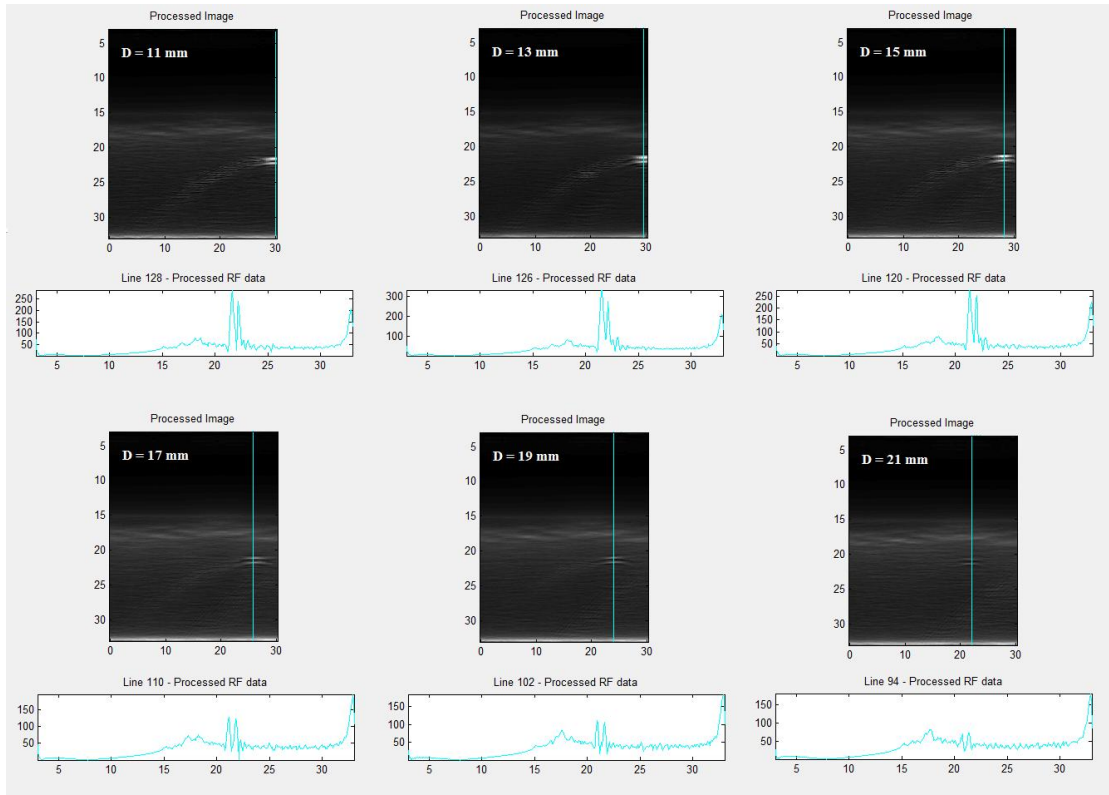 Processed Image
Processed Image
Processed Image
D = 11 mm
D = 13 mm
D = 15 mm
5
10
15
20
25
30
0 10 20 30
5
10
15
20
25
30
0 10 20 30
5
10
15
20
25
30
0 10 20 30
Line 128 - Processed RF data
Line 126 - Processed RF data
Line 120 - Processed RF data
250
200
150
100
50
5 10 15 20 25 30
300
200
100
5 10 15 20 25 30
250
200
150
100
50
5 10 15 20 25 30
Processed Image
Processed Image
Processed Image
D = 17 mm
D = 19 mm
D = 21 mm
5
10
15
20
25
30
0 10 20 30
5
10
15
20
25
30
0 10 20 30
5
10
15
20
25
30
0 10 20 30
Line 110 - Processed RF data
Line 102 - Processed RF data
Line 94 - Processed RF data
150
100
50
5 10 15 20 25 30
150
100
50
5 10 15 20 25 30
150
100
50
5 10 15 20 25 30